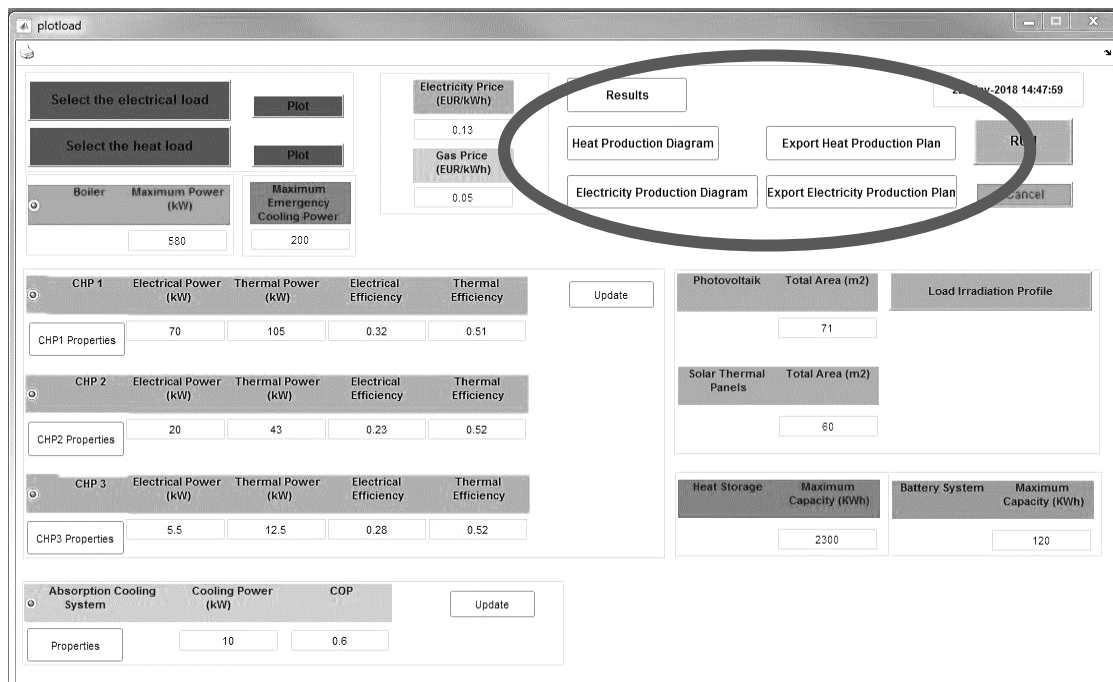 plotload
Select the electrical load
Plot
Select the heat load
Plot
Electricity Price
(EUR/kWh)
0.13
Gas Price
(EUR/kWh)
0.05
Results
Heat Production Diagram
Export Heat Production Plan
Electricity Production Diagram
Export Electricity Production Plan
-2018 14:47:59
Cancel
Boiler
Maximum Power
(kW)
580
Maximum
Emergency
Cooling Power
200
CHP 1
Electrical Power
(kW)
Thermal Power
(kW)
Electrical
Efficiency
Thermal
Efficiency
Update
CHP1 Properties
70
105
0.32
0.51
CHP 2
Electrical Power
(kW)
Thermal Power
(kW)
Electrical
Efficiency
Thermal
Efficiency
CHP2 Properties
20
43
0.23
0.52
CHP 3
Electrical Power
(kW)
Thermal Power
(kW)
Electrical
Efficiency
Thermal
Efficiency
CHP3 Properties
5.5
12.5
0.28
0.52
Photovoltaik
Total Area (m2)
Load Irradiation Profile
71
Solar Thermal
Panels
Total Area (m2)
60
Heat Storage
Maximum
Capacity (KWh)
2300
Battery System
Maximum
Capacity (KWh)
120
Absorption Cooling
System
Cooling Power
(kW)
COP
Update
Properties
10
0.6